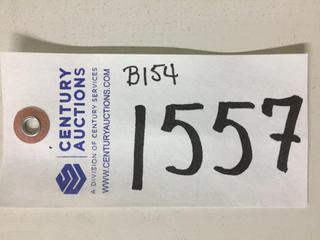 B154
1557
CENTURY
AUCTIONS
A DIVISION OF CENTURY SERVICES
WWW.CENTURYAUCTIONS.COM